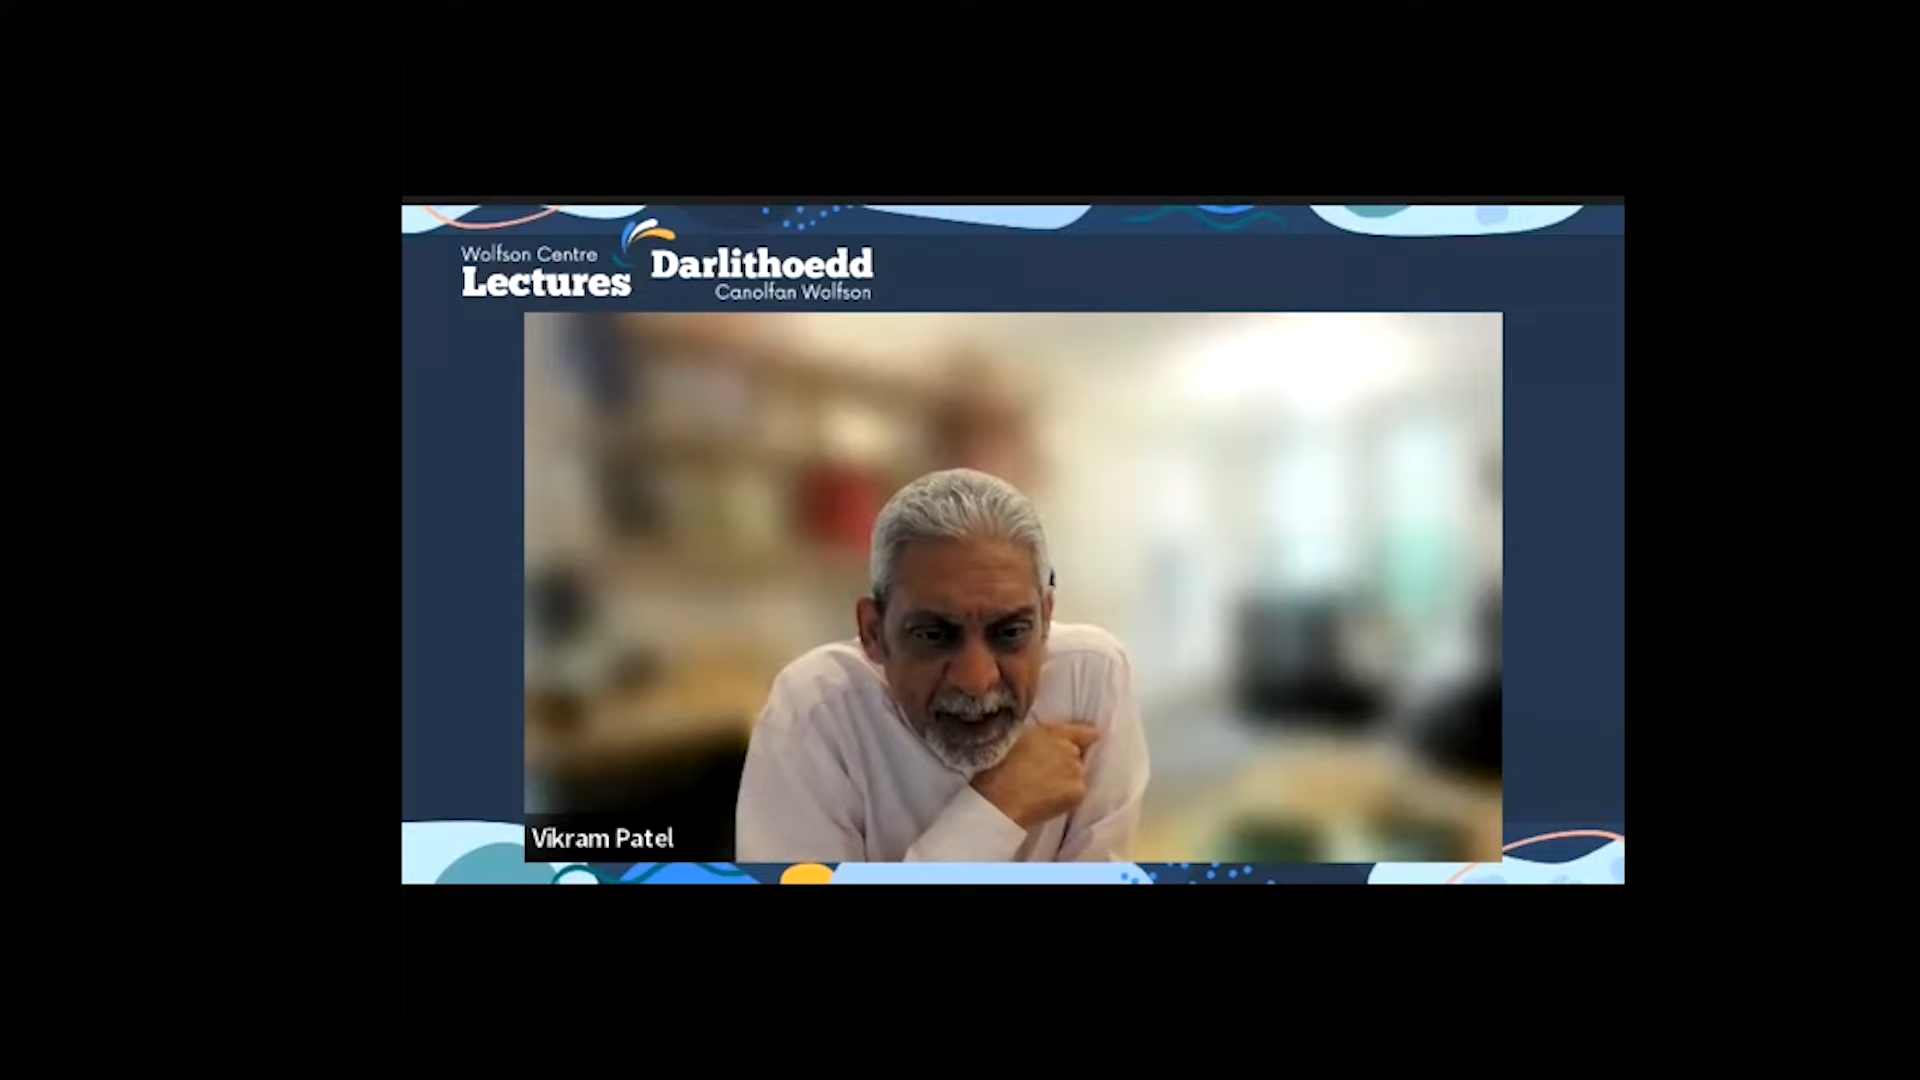 Wolfson Centre
Lectures
Darlithoedd
Canolfan Wolfson
Vikram Patel